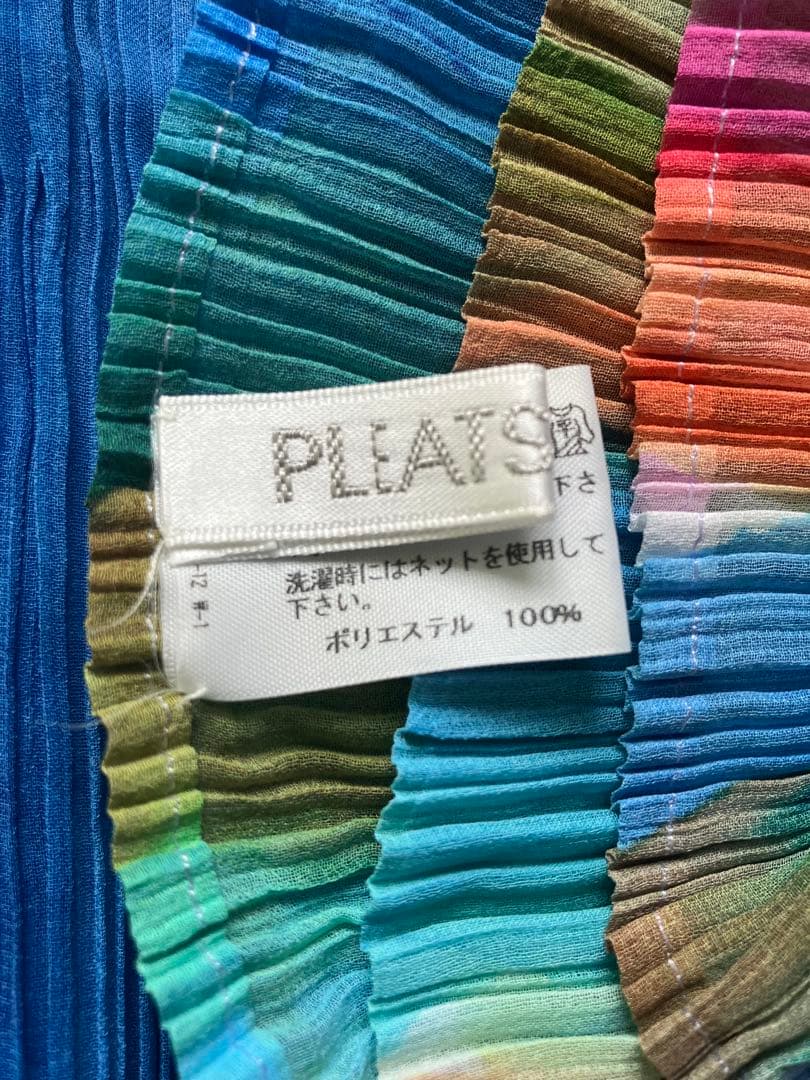 PLEATS
下さ
洗濯時にはネットを使用して
下さい。
ポリエステル 100%